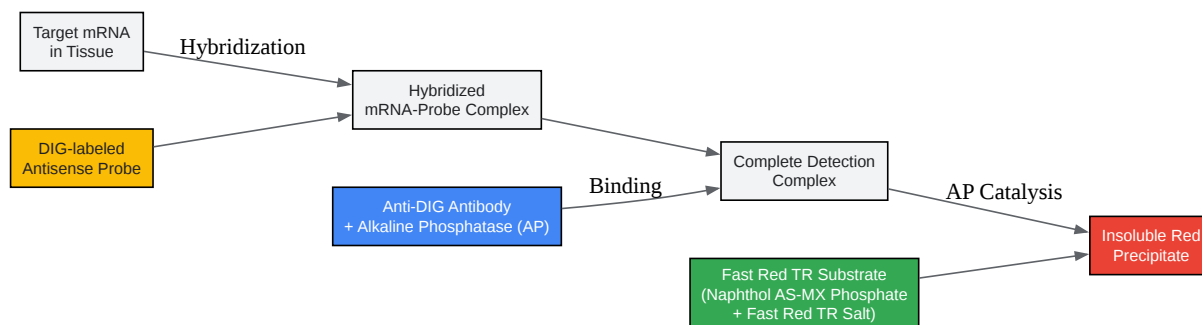 Target mRNA
in Tissue
Hybridization
DIG-labeled
Antisense Probe
Hybridized
mRNA-Probe Complex
Anti-DIG Antibody
+ Alkaline Phosphatase (AP)
Binding
Complete Detection
Complex
AP Catalysis
Fast Red TR Substrate
(Naphthol AS-MX Phosphate
+ Fast Red TR Salt)
Insoluble Red
Precipitate